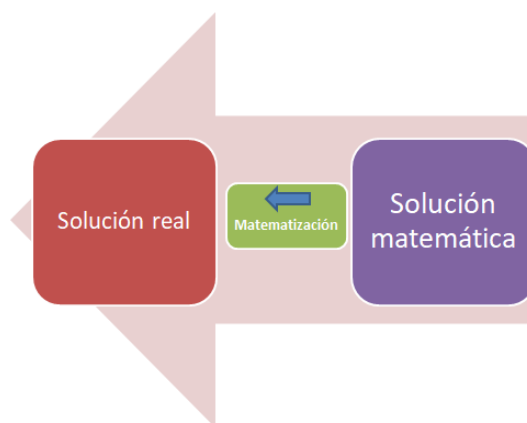 Solución real
Matematización
Solución
matemática